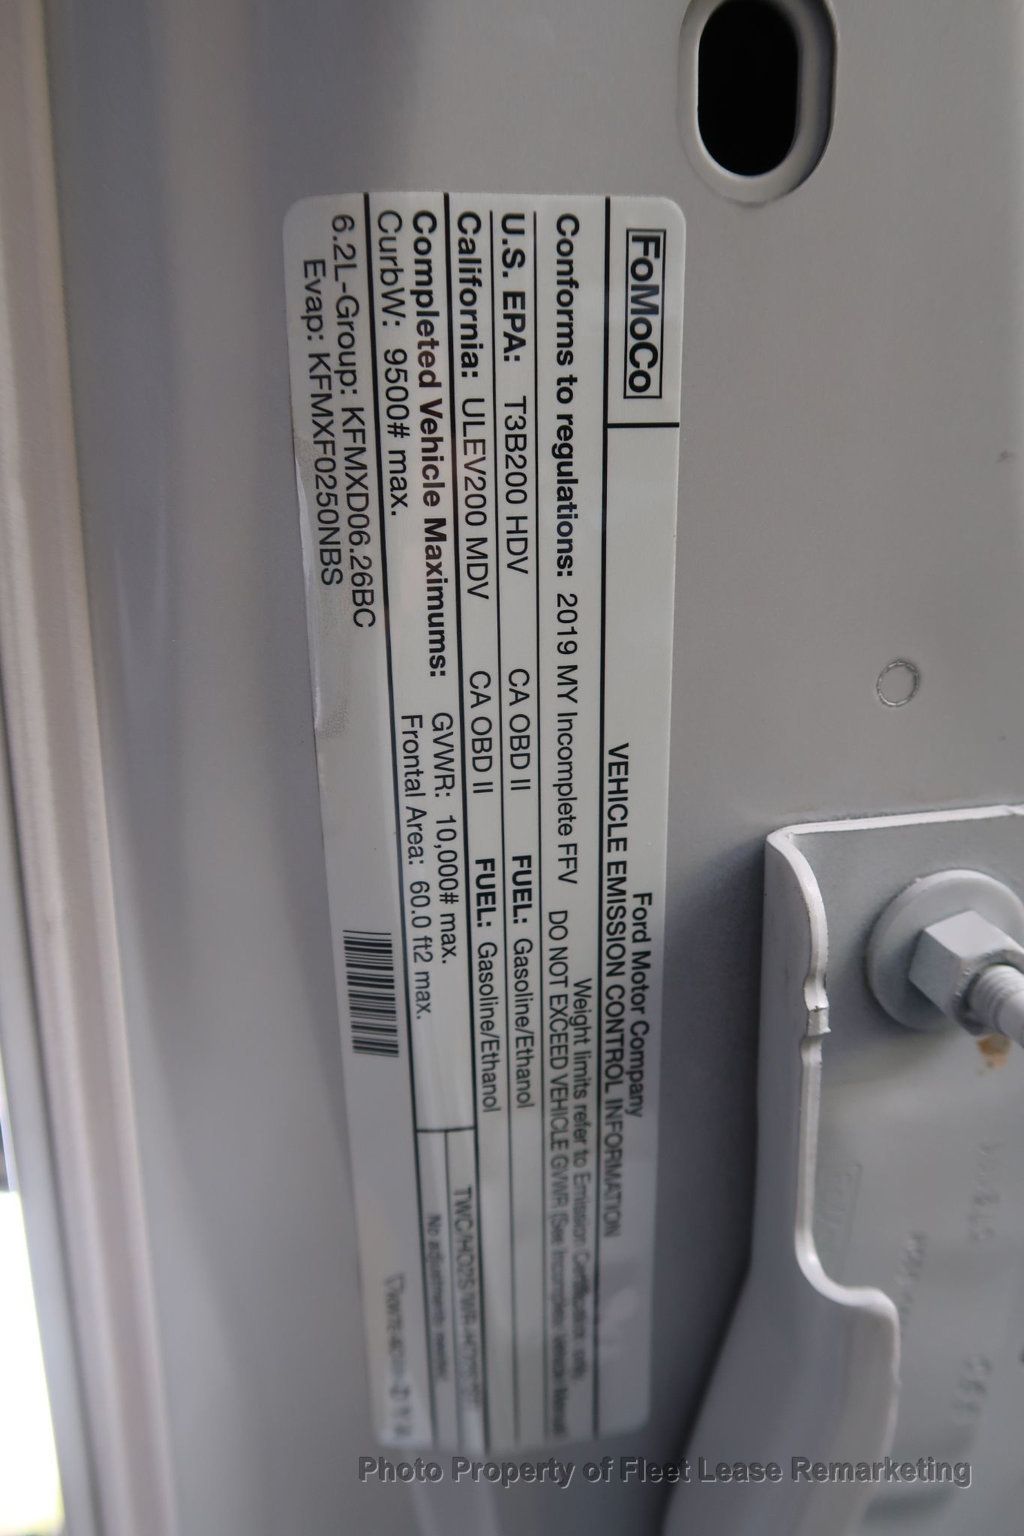 FoMoCo
Ford Motor Company
VEHICLE EMISSION CONTROL INFORMATION
Conforms to regulations: 2019 MY Incomplete FFV
Weight limits refer to Emission Certification only.
DO NOT EXCEED VEHICLE GVWR (See Incomplete Vehicle Manual
U.S. EPA: T3B200 HDV CA OBD II FUEL: Gasoline/Ethanol
California: ULEV200 MDV CA OBD II FUEL: Gasoline/Ethanol
Completed Vehicle Maximums: GVWR: 10,000# max.
CurbW: 9500# max. Frontal Area: 60.0 ft2 max.
No adjustments needed.
6.2L-Group: KFMXD06.26BC
Evap: KFMXF0250NBS
Photo Property of Fleet Lease Remarketing